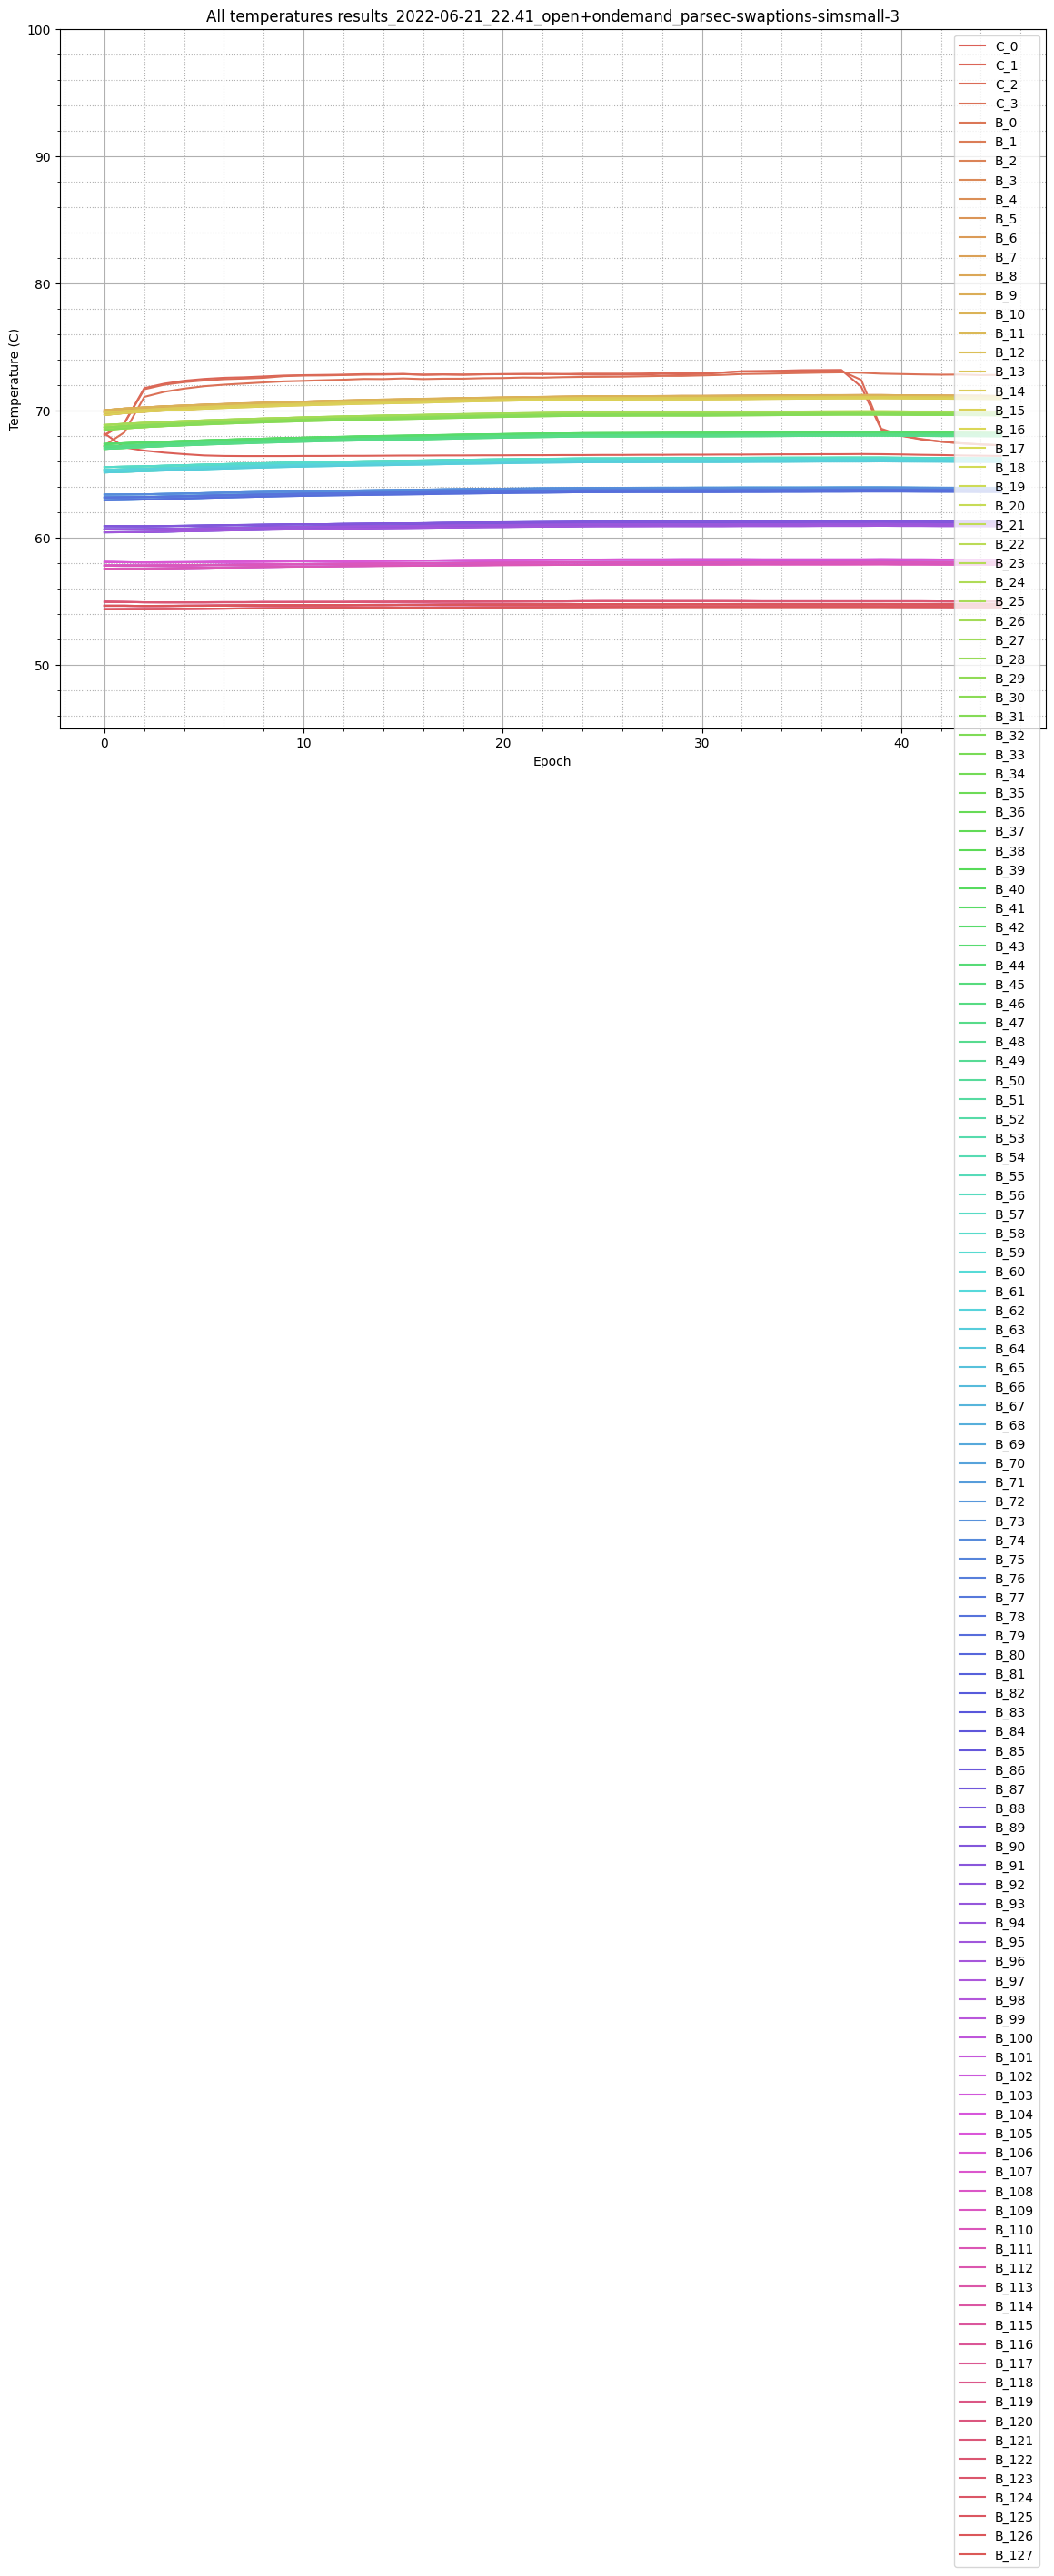 All temperatures results_2022-06-21_22.41_open+ondemand_parsec-swaptions-simsmall-3
100
90
80
70
60
50
Temperature (C)
0
10
20
30
40
Epoch
C_0
C_1
C_2
C_3
B_0
B_1
B_2
B_3
B_4
B_5
B_6
B_7
B_8
B_9
B_10
B_11
B_12
B_13
B_14
B_15
B_16
B_17
B_18
B_19
B_20
B_21
B_22
B_23
B_24
B_25
B_26
B_27
B_28
B_29
B_30
B_31
B_32
B_33
B_34
B_35
B_36
B_37
B_38
B_39
B_40
B_41
B_42
B_43
B_44
B_45
B_46
B_47
B_48
B_49
B_50
B_51
B_52
B_53
B_54
B_55
B_56
B_57
B_58
B_59
B_60
B_61
B_62
B_63
B_64
B_65
B_66
B_67
B_68
B_69
B_70
B_71
B_72
B_73
B_74
B_75
B_76
B_77
B_78
B_79
B_80
B_81
B_82
B_83
B_84
B_85
B_86
B_87
B_88
B_89
B_90
B_91
B_92
B_93
B_94
B_95
B_96
B_97
B_98
B_99
B_100
B_101
B_102
B_103
B_104
B_105
B_106
B_107
B_108
B_109
B_110
B_111
B_112
B_113
B_114
B_115
B_116
B_117
B_118
B_119
B_120
B_121
B_122
B_123
B_124
B_125
B_126
B_127